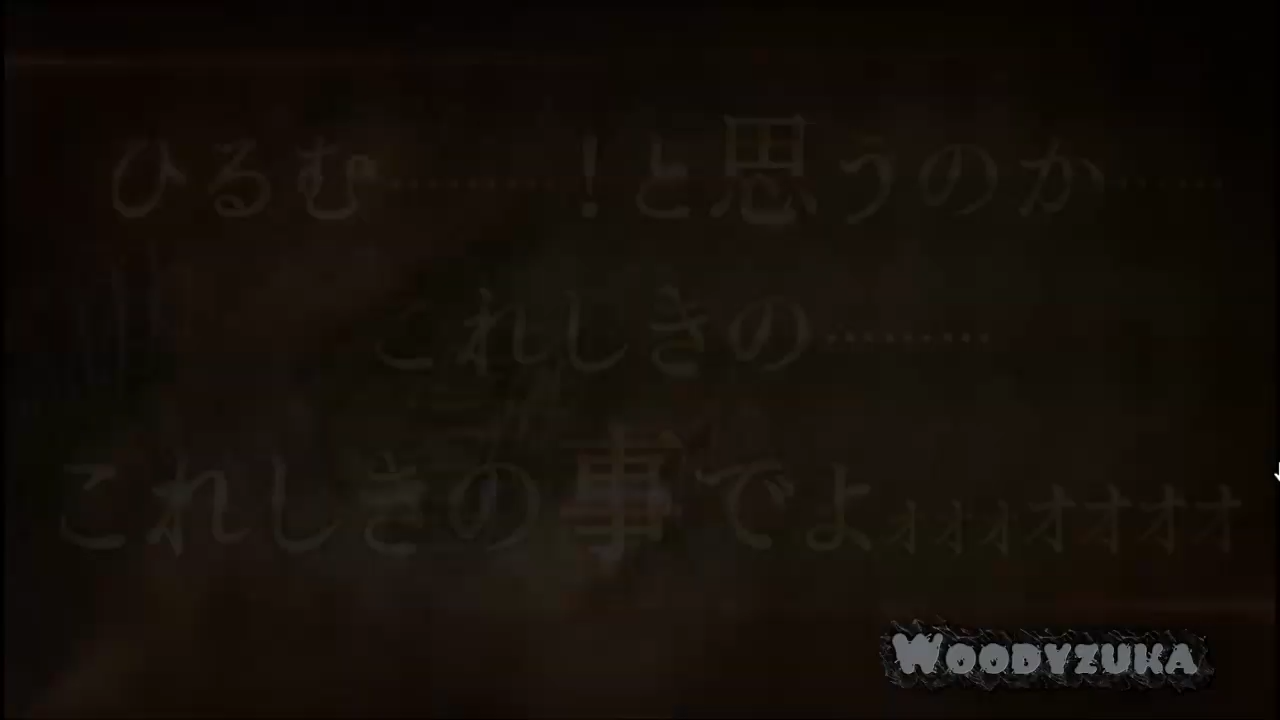 ひるむ…………！と思うのか………
これしきの…………
これしきの事でよォォォオオオオ
WOODYZUKA